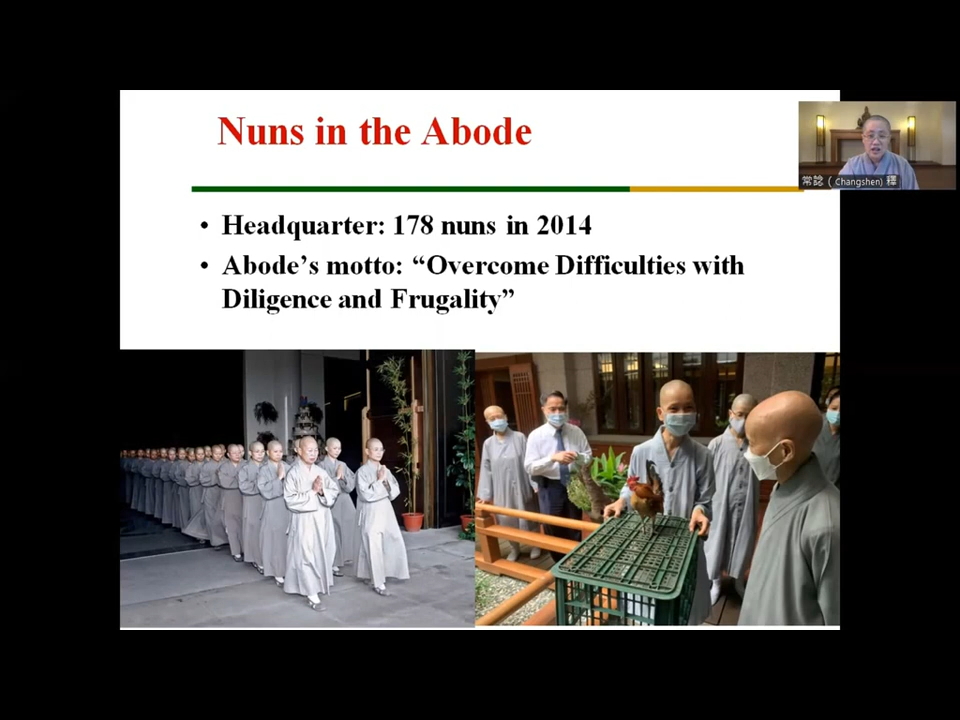 Nuns in the Abode
• Headquarter: 178 nuns in 2014
• Abode’s motto: “Overcome Difficulties with
Diligence and Frugality”
常諗 ( Changshen) 釋